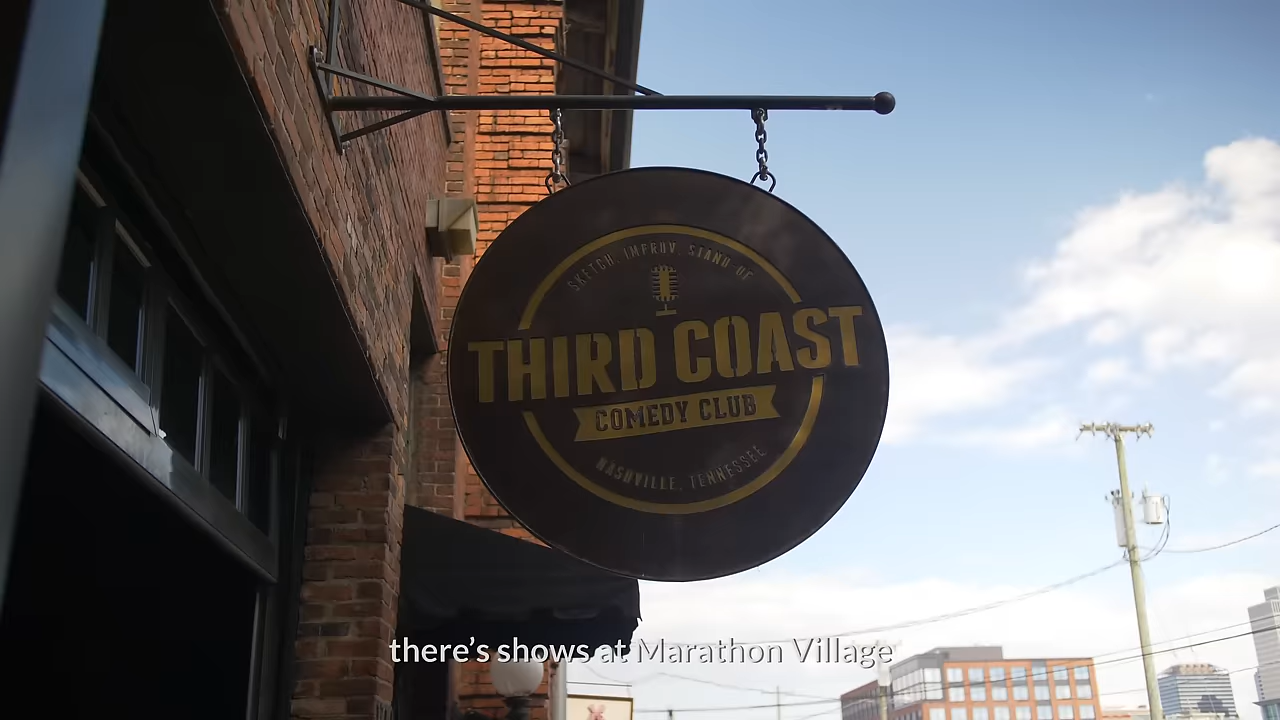 SKETCH, IMPROV, STAND UP
THIRD COAST
COMEDY CLUB
NASHVILLE, TENNESSEE
there's shows at Marathon Village